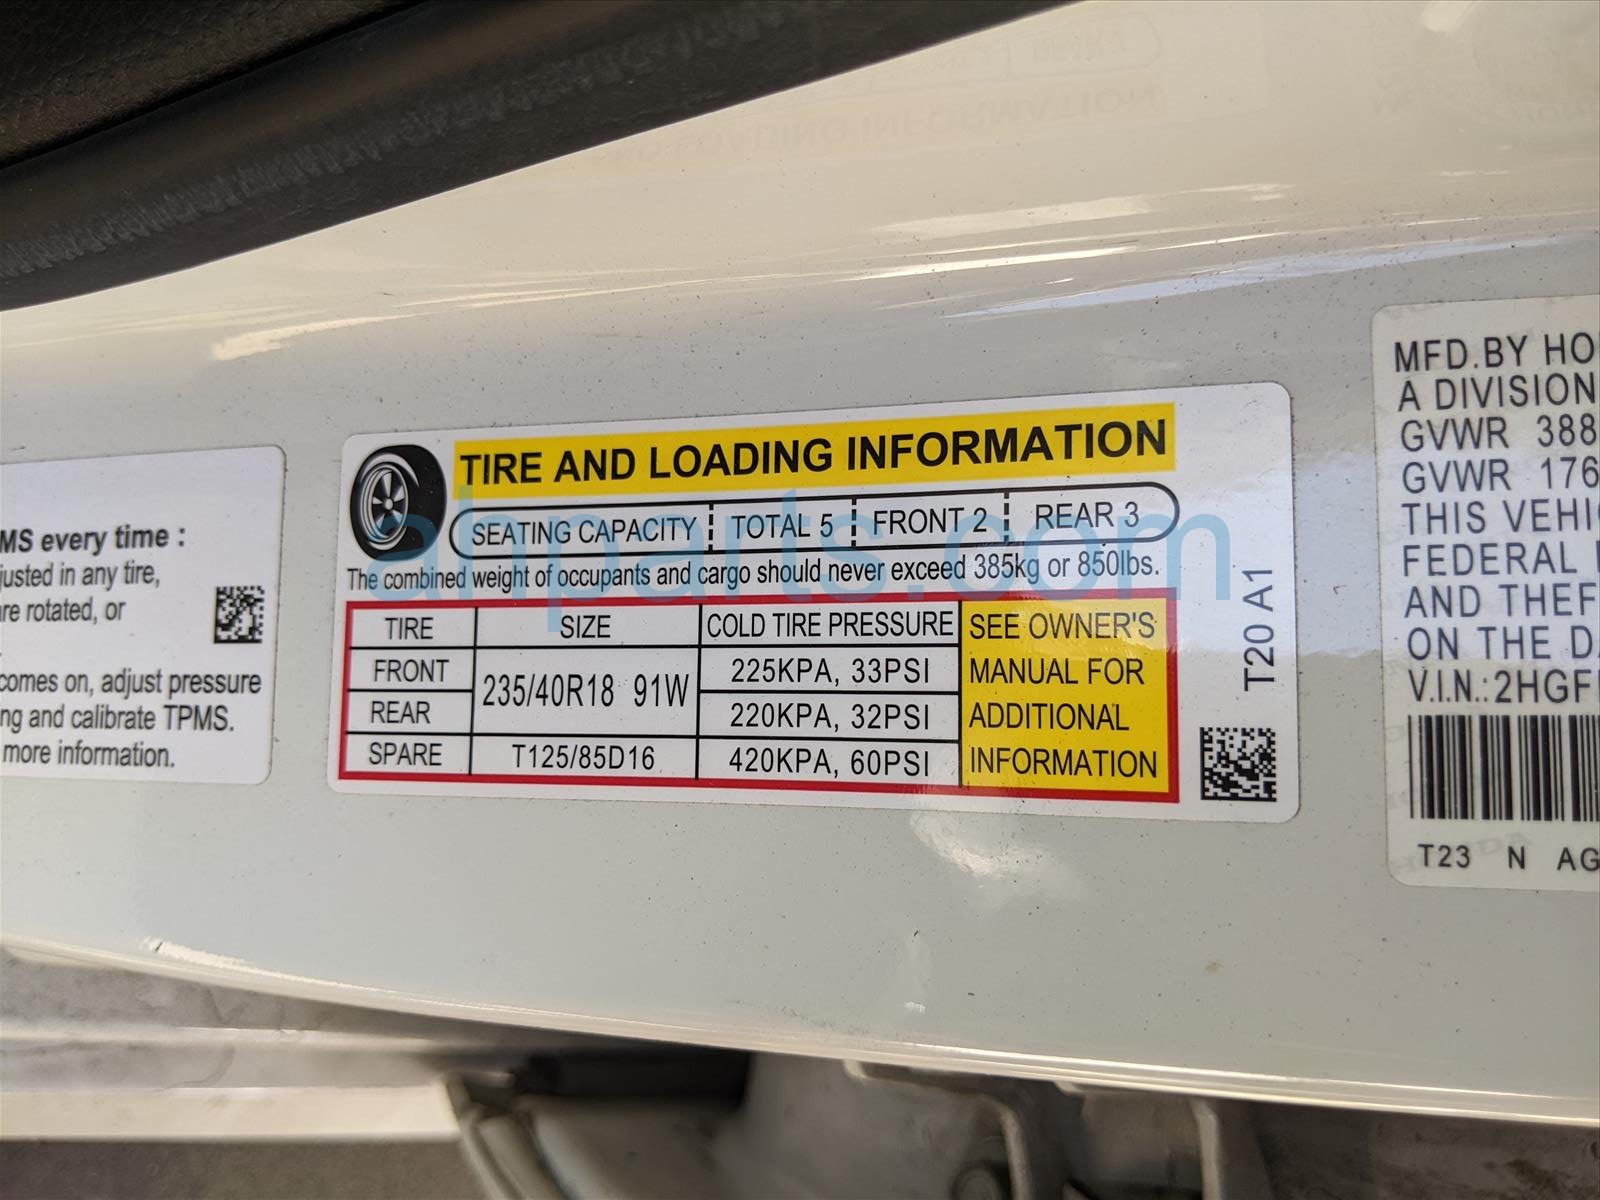 MS every time :
justed in any tire,
are rotated, or
comes on, adjust pressure
ng and calibrate TPMS.
more information.
TIRE AND LOADING INFORMATION
SEATING CAPACITY TOTAL 5 FRONT 2 REAR 3
The combined weight of occupants and cargo should never exceed 385kg or 850lbs.
TIRE SIZE COLD TIRE PRESSURE SEE OWNER'S
FRONT 235/40R18 91W 225KPA, 33PSI MANUAL FOR
REAR 220KPA, 32PSI ADDITIONAL
SPARE T125/85D16 420KPA, 60PSI INFORMATION
T20 A1
ahparts.com
MFD.BY HO
A DIVISION
GVWR 388
GVWR 176
THIS VEHI
FEDERAL
AND THEF
ON THE D
V.I.N.:2HGF
T23 N AG